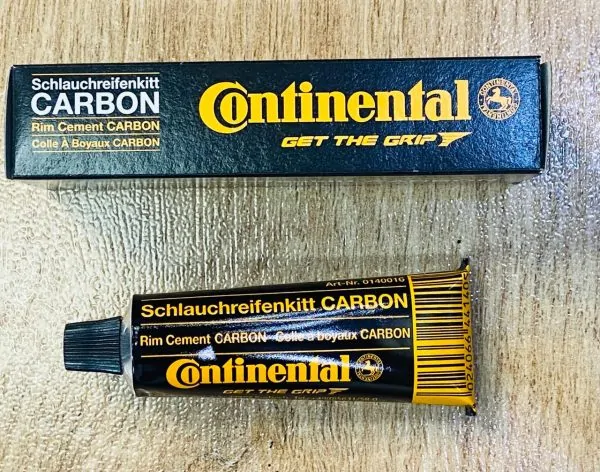 Schlauchreifenkitt
CARBON
Rim Cement CARBON
Colle À Boyaux CARBON
Continental
GET THE GRIP
Art-Nr. 0140016
Schlauchreifenkitt CARBON
Rim Cement CARBON · Colle à boyaux CARBON
Continental
GET THE GRIP